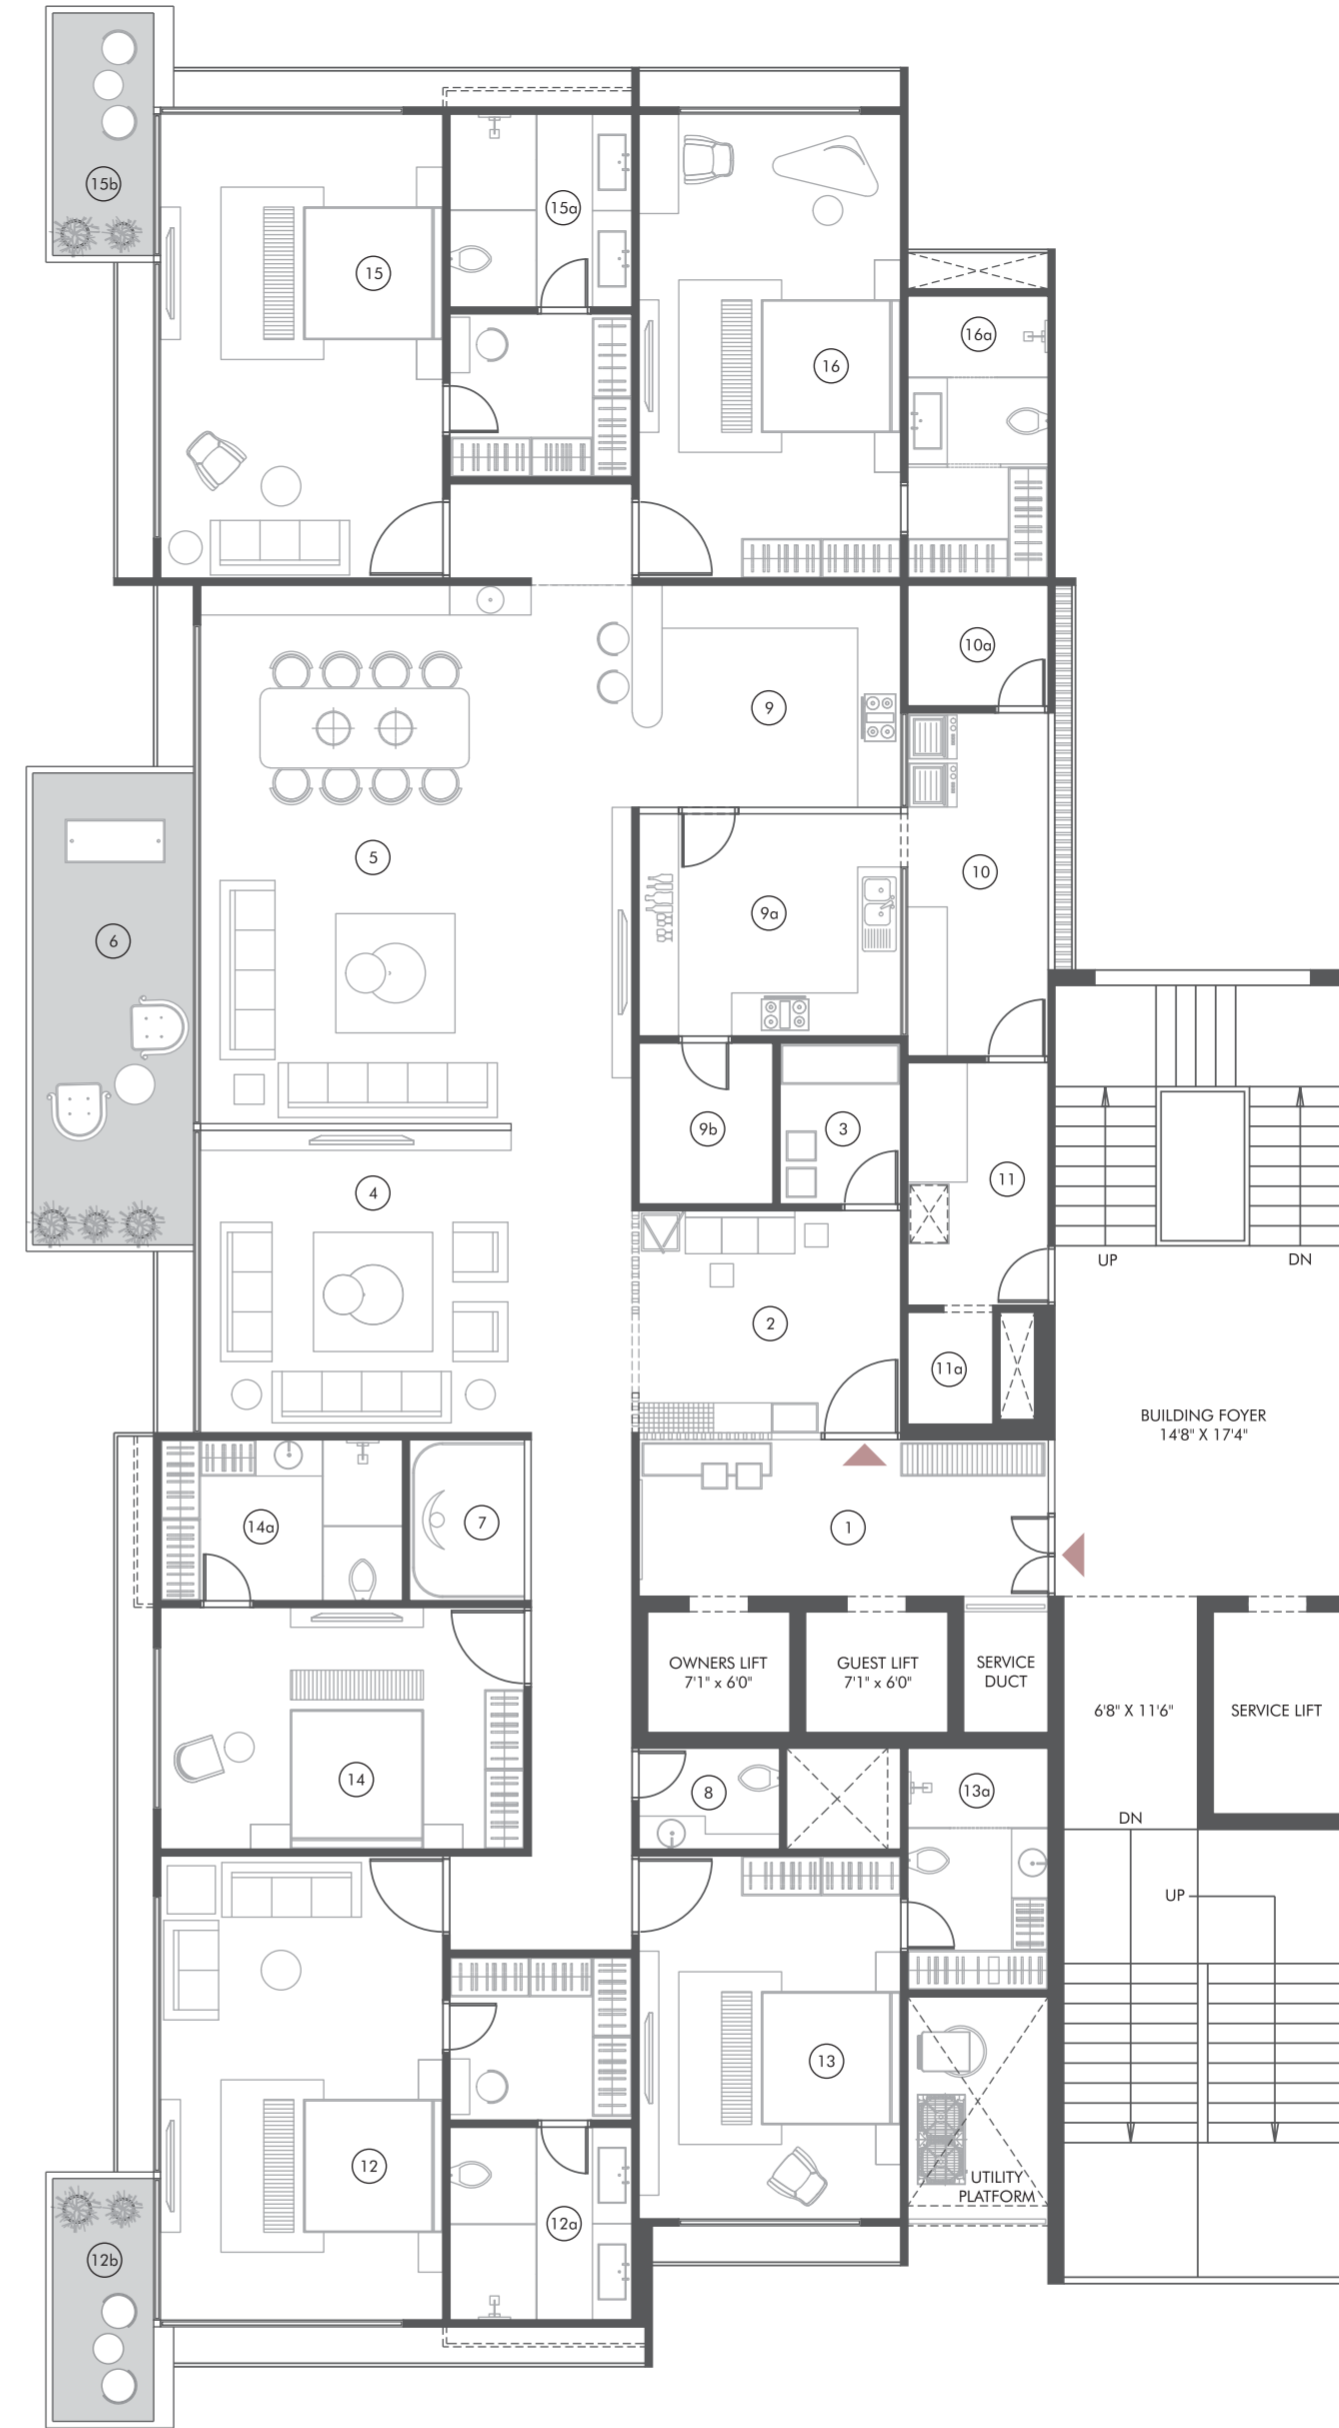 15b
15a
15
16a
16
10a
9
5
10
9a
6
9b
3
4
11
UP
DN
2
11a
BUILDING FOYER
14'8" X 17'4"
14a
7
1
OWNERS LIFT
7'1" x 6'0"
GUEST LIFT
7'1" x 6'0"
SERVICE
DUCT
6'8" X 11'6"
SERVICE LIFT
14
8
13a
DN
UP
13
12
UTILITY
PLATFORM
12a
12b